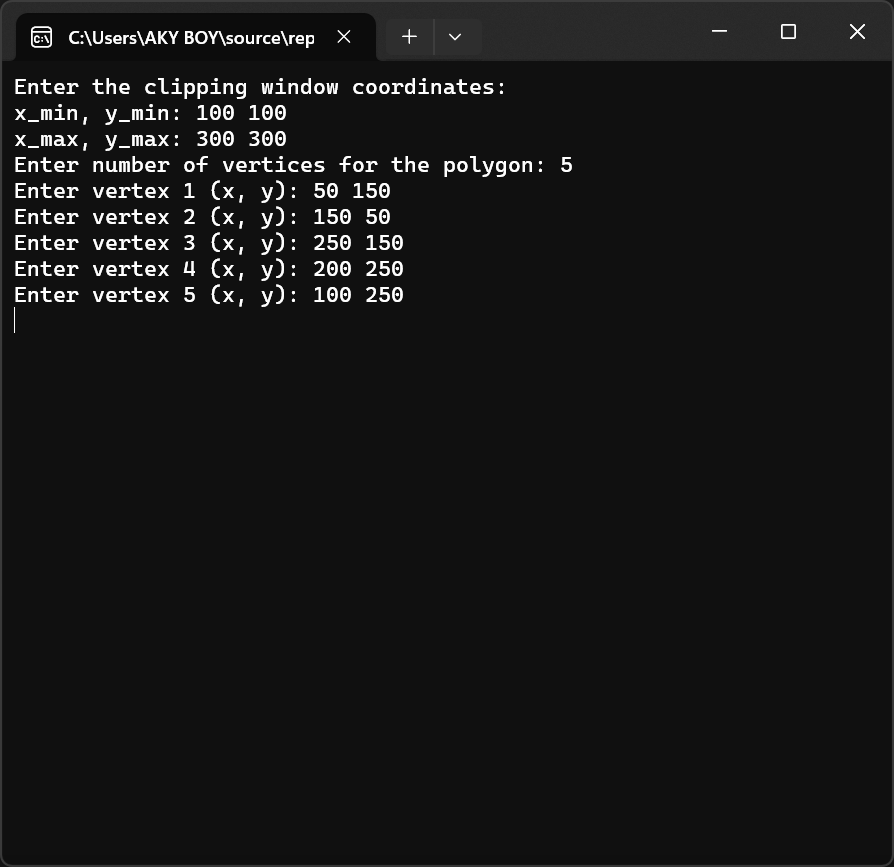 C:\Users\AKY BOY\source\rep
Enter the clipping window coordinates:
x_min, y_min: 100 100
x_max, y_max: 300 300
Enter number of vertices for the polygon: 5
Enter vertex 1 (x, y): 50 150
Enter vertex 2 (x, y): 150 50
Enter vertex 3 (x, y): 250 150
Enter vertex 4 (x, y): 200 250
Enter vertex 5 (x, y): 100 250